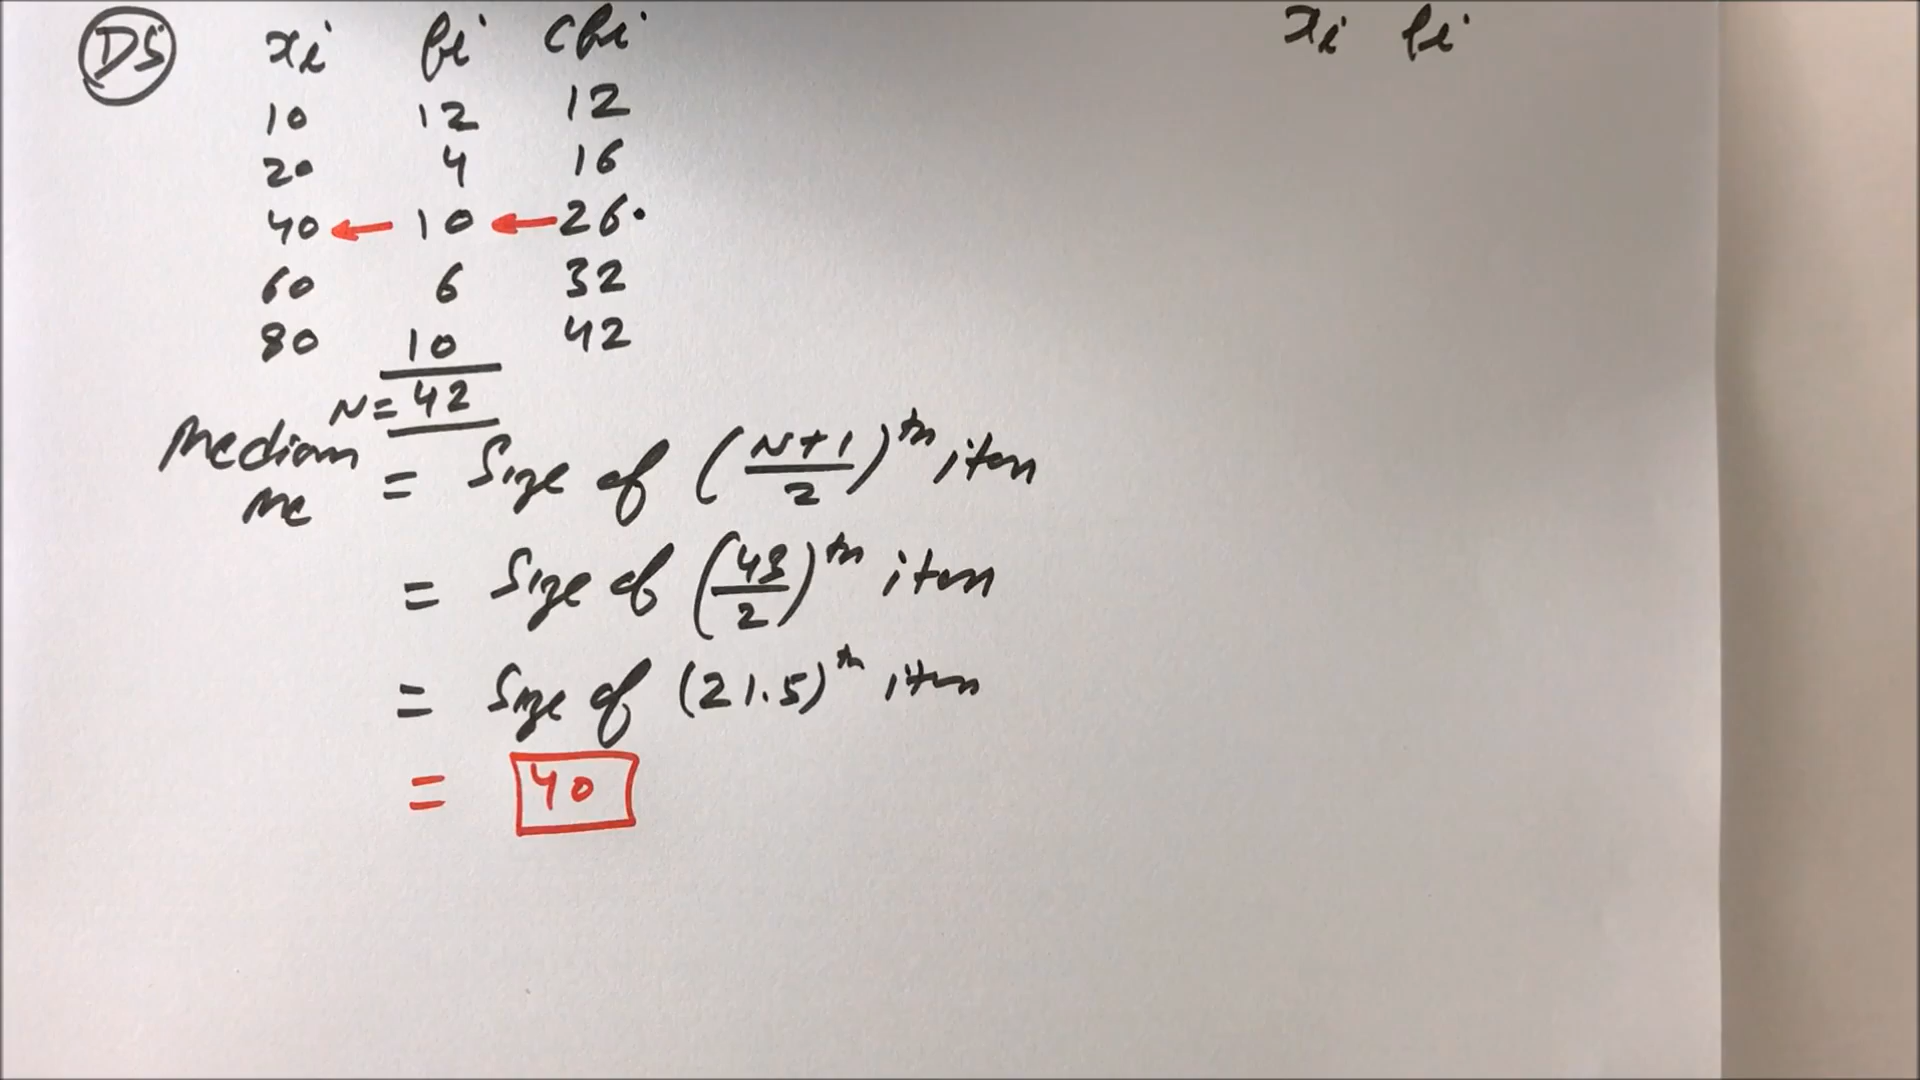 DS xi fi cfi xi fi
10 12 12
20 4 16
40 ← 10 ← 26.
60 6 32
80 10 42
N = 42
Median Me = Size of (N+1/2)th item
= Size of (43/2)th item
= Size of (21.5)th item
= 40